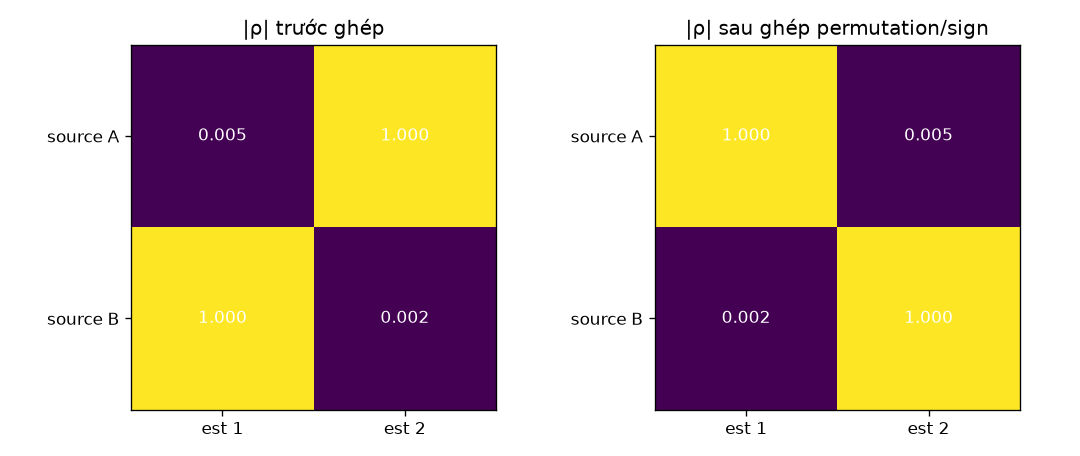 |ρ| trước ghép
source A
0.005
1.000
source B
1.000
0.002
est 1
est 2
|ρ| sau ghép permutation/sign
source A
1.000
0.005
source B
0.002
1.000
est 1
est 2